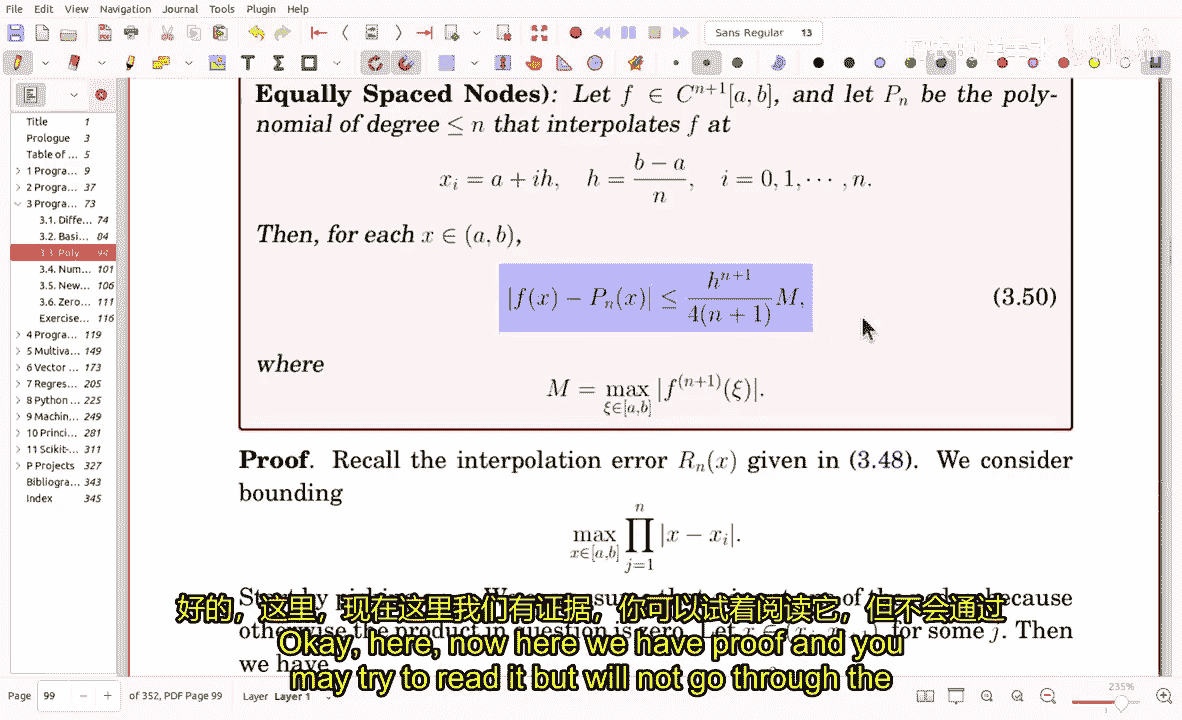 File Edit View Navigation Journal Tools Plugin Help
Sans Regular 13
Title 1
Prologue 3
Table of ... 5
1 Progra... 9
2 Progra... 37
3 Progra... 73
3.1. Diffe... 74
3.2. Basi... 84
3.3. Poly... 94
3.4. Num... 101
3.5. New... 106
3.6. Zero... 111
Exercise... 116
4 Progra... 119
5 Multiva... 149
6 Vector ... 173
7 Regres... 205
8 Python ... 225
9 Machin... 249
10 Princi... 281
11 Scikit-... 311
P Projects 327
Bibliogra... 343
Index 345
Equally Spaced Nodes): Let f ∈ C^{n+1}[a, b], and let P_n be the poly-
nomial of degree ≤ n that interpolates f at
x_i = a + ih, h = \frac{b − a}{n}, i = 0, 1, ··· , n.
Then, for each x ∈ (a, b),
|f(x) − P_n(x)| ≤ \frac{h^{n+1}}{4(n + 1)} M, (3.50)
where
M = \max_{ξ∈[a,b]} |f^{(n+1)}(ξ)|.
Proof. Recall the interpolation error R_n(x) given in (3.48). We consider
bounding
\max_{x∈[a,b]} ∏_{j=1}^{n} |x − x_i|.
好的，这里，现在这里我们有证据，你可以试着阅读它，但不会通过
Okay, here, now here we have proof and you
may try to read it but will not go through the
for some j. Then
we have
Page 99 of 352, PDF Page 99 Layer Layer 1 235%